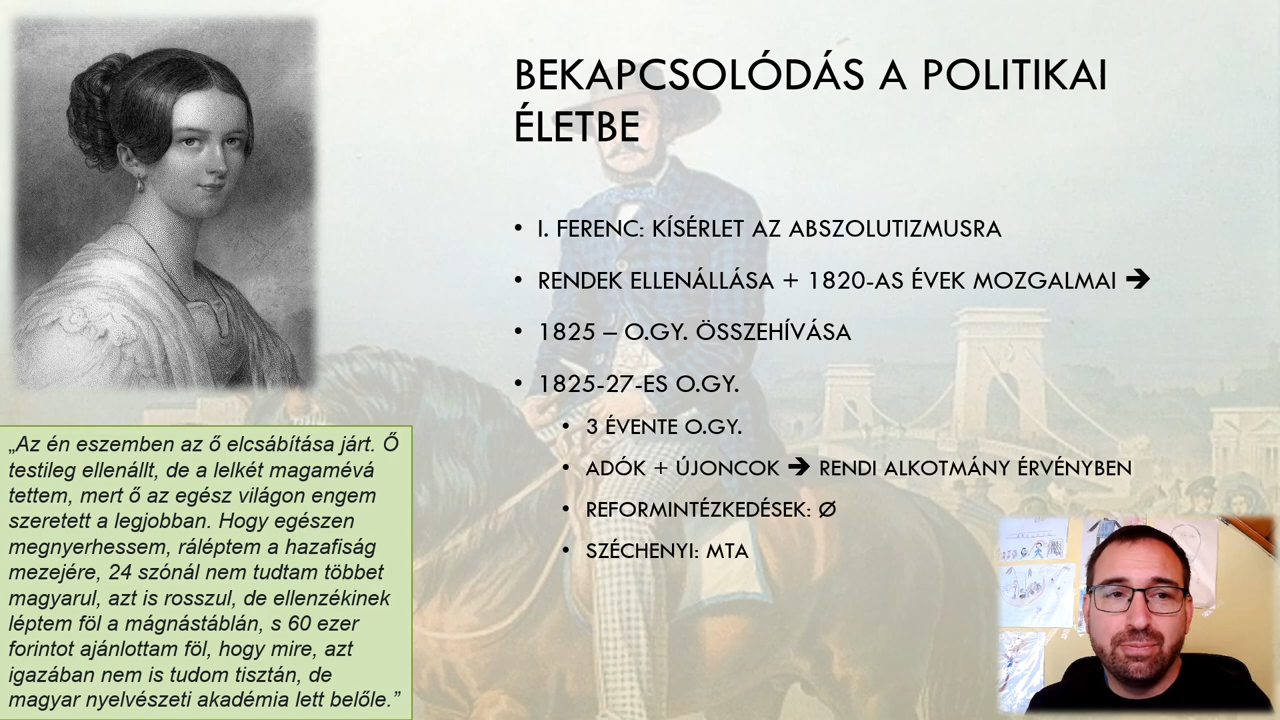 BEKAPCSOLÓDÁS A POLITIKAI
ÉLETBE
• I. FERENC: KÍSÉRLET AZ ABSZOLUTIZMUSRA
• RENDEK ELLENÁLLÁSA + 1820-AS ÉVEK MOZGALMAI 🡲
• 1825 – O.GY. ÖSSZEHÍVÁSA
• 1825-27-ES O.GY.
• 3 ÉVENTE O.GY.
• ADÓK + ÚJONCOK 🡲 RENDI ALKOTMÁNY ÉRVÉNYBEN
• REFORMINTÉZKEDÉSEK: Ø
• SZÉCHENYI: MTA
„Az én eszemben az ő elcsábítása járt. Ő
testileg ellenállt, de a lelkét magamévá
tettem, mert ő az egész világon engem
szeretett a legjobban. Hogy egészen
megnyerhessem, ráléptem a hazafiság
mezejére, 24 szónál nem tudtam többet
magyarul, azt is rosszul, de ellenzékinek
léptem föl a mágnástáblán, s 60 ezer
forintot ajánlottam föl, hogy mire, azt
igazában nem is tudom tisztán, de
magyar nyelvészeti akadémia lett belőle.”